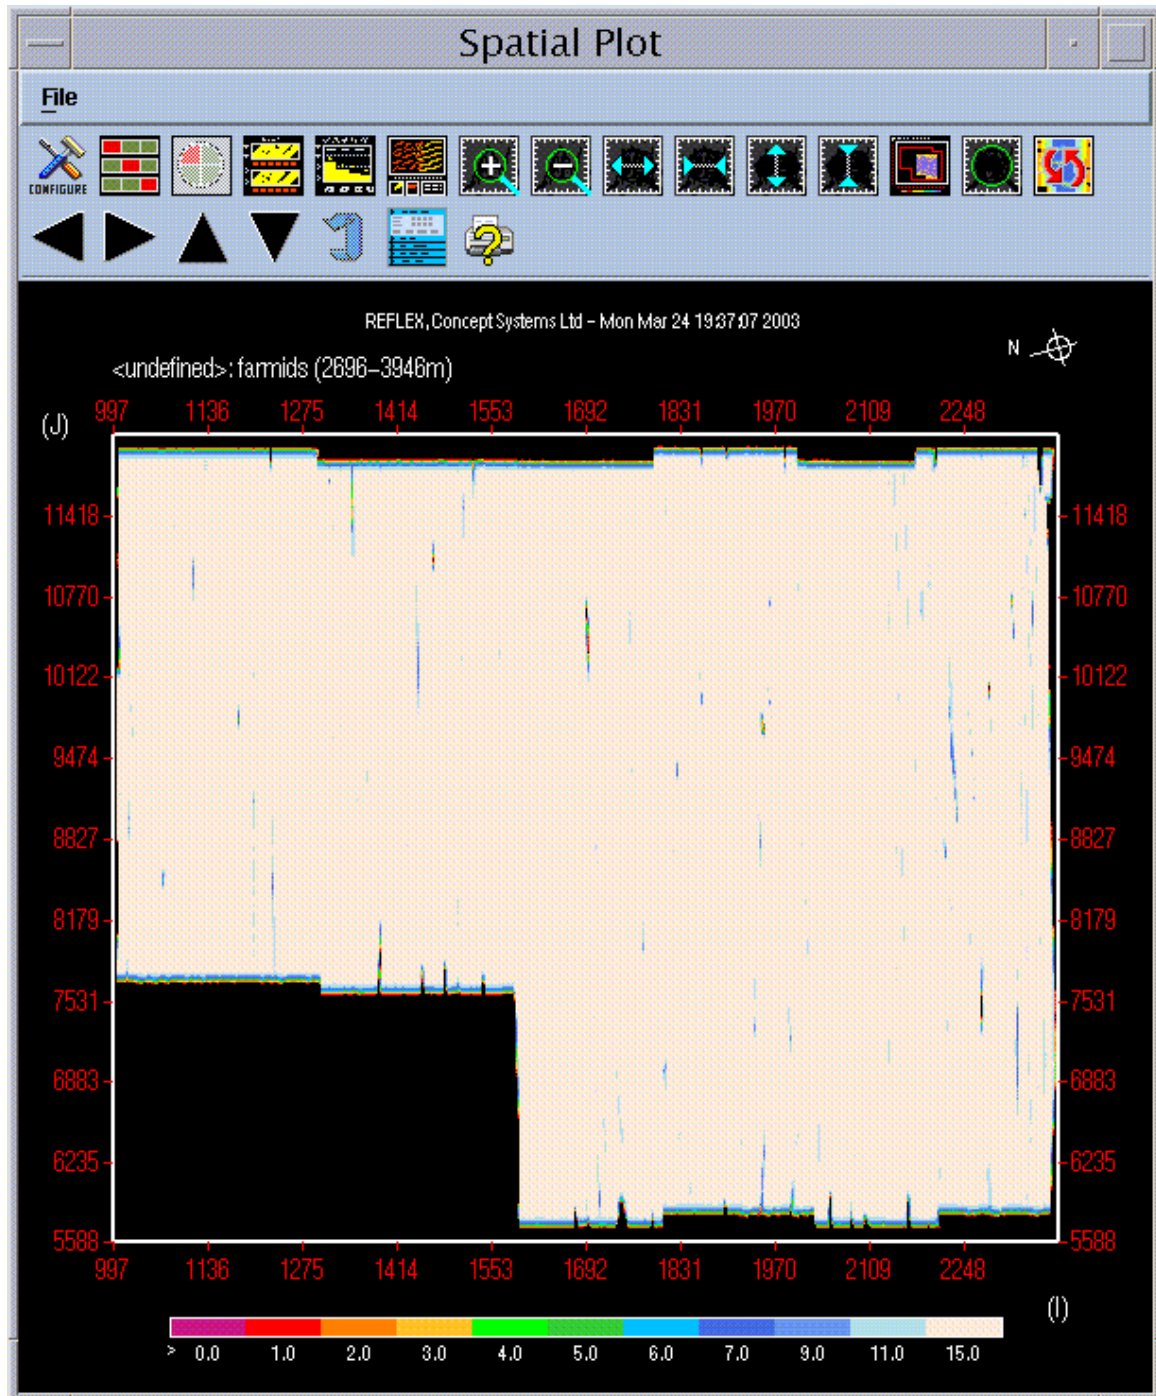 Spatial Plot
File
CONFIGURE
REFLEX, Concept Systems Ltd - Mon Mar 24 19:37:07 2003
N
<undefined>: farmids (2696-3946m)
(J)
997 1136 1275 1414 1553 1692 1831 1970 2109 2248
11418 11418
10770 10770
10122 10122
9474 9474
8827 8827
8179 8179
7531 7531
6883 6883
6235 6235
5588 5588
997 1136 1275 1414 1553 1692 1831 1970 2109 2248
(I)
> 0.0 1.0 2.0 3.0 4.0 5.0 6.0 7.0 9.0 11.0 15.0